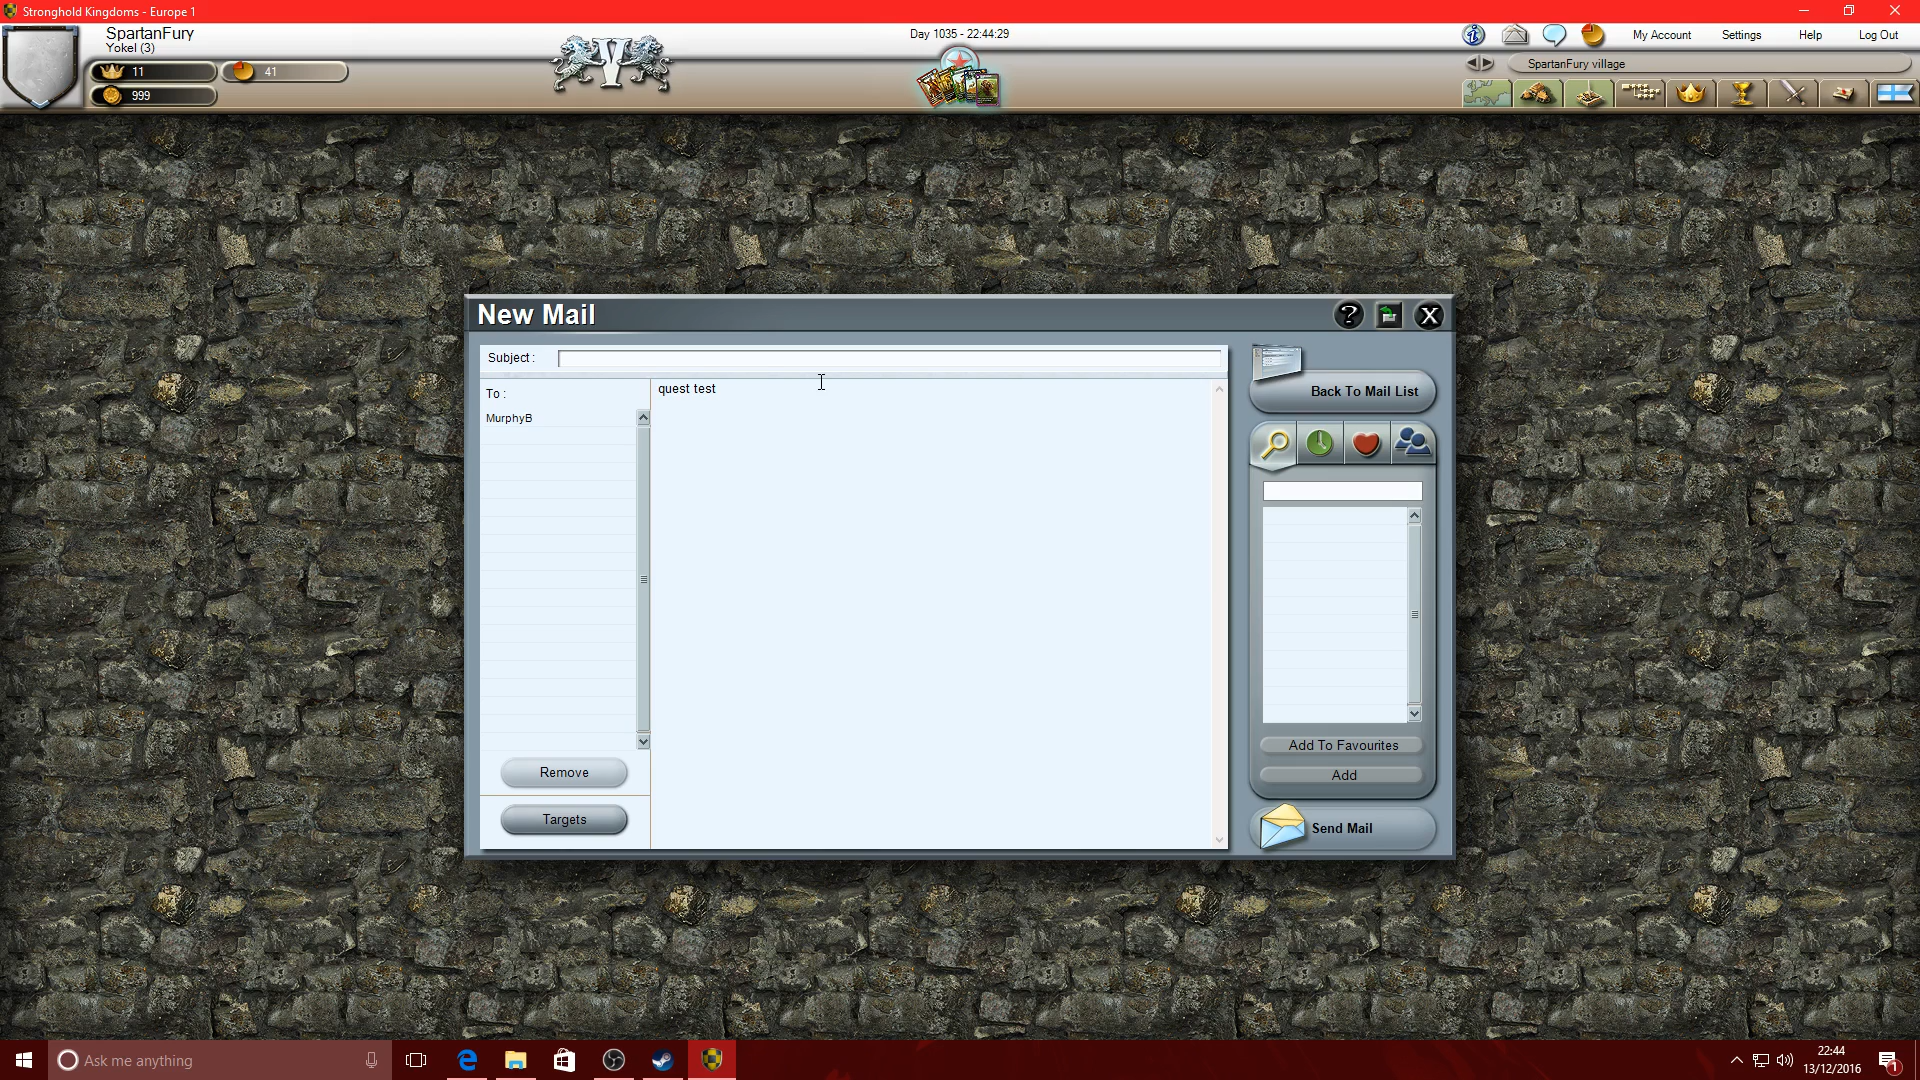 Stronghold Kingdoms - Europe 1
SpartanFury
Yokel (3)
11
41
999
Day 1035 - 22:44:29
My Account
Settings
Help
Log Out
SpartanFury village
New Mail
?
X
Subject :
To :
quest test
MurphyB
Back To Mail List
Remove
Targets
Add To Favourites
Add
Send Mail
Ask me anything
22:44
13/12/2016
1